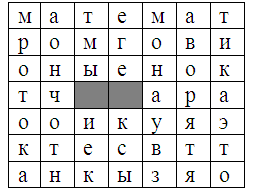 м а т е м а т
р о м г о в и
о н ы е н о к
т ч а р а
о о и к у я э
к т е с в т т
а н к ы з я о